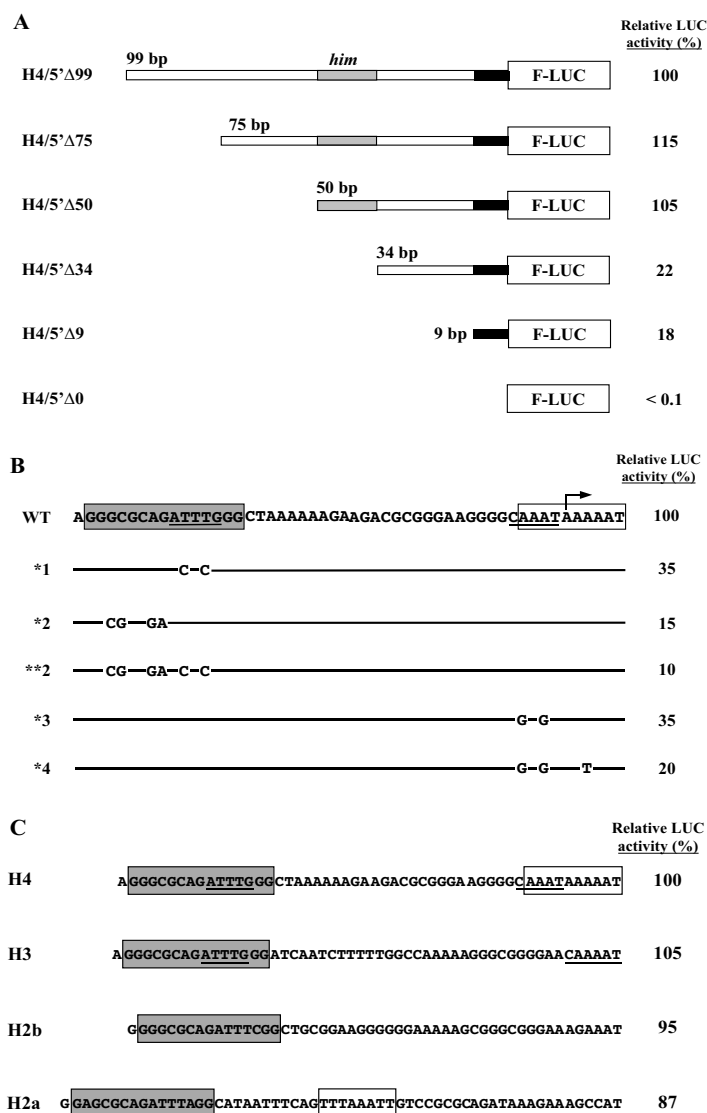 A
Relative LUC
activity (%)
99 bp
him
H4/5'Δ99
F-LUC
100
75 bp
H4/5'Δ75
F-LUC
115
50 bp
H4/5'Δ50
F-LUC
105
34 bp
H4/5'Δ34
F-LUC
22
H4/5'Δ9
9 bp
F-LUC
18
H4/5'Δ0
F-LUC
< 0.1
B
Relative LUC
activity (%)
WT AGGGCGCAGATTTGGGCTAAAAAAGAAGACGCGGGAAGGGGCAAATAAAAAT 100
*1 C C 35
*2 CG GA 15
**2 CG GA C C 10
*3 G G 35
*4 G G T 20
C
Relative LUC
activity (%)
H4 AGGGCGCAGATTTGGGCTAAAAAAGAAGACGCGGGAAGGGGCAAATAAAAAT 100
H3 AGGGCGCAGATTTGGGATCAATCTTTTTGGCCAAAAAGGGCGGGGAACAAAAT 105
H2b GGGGCGCAGATTTCGGCTGCGGAAGGGGGGAAAAAGCGGGCGGGAAAGAAAT 95
H2a GGAGCGCAGATTTAGGCATAATTTCAGTTTAAATTGTCCGCGCAGATAAAGAAAGCCAT 87